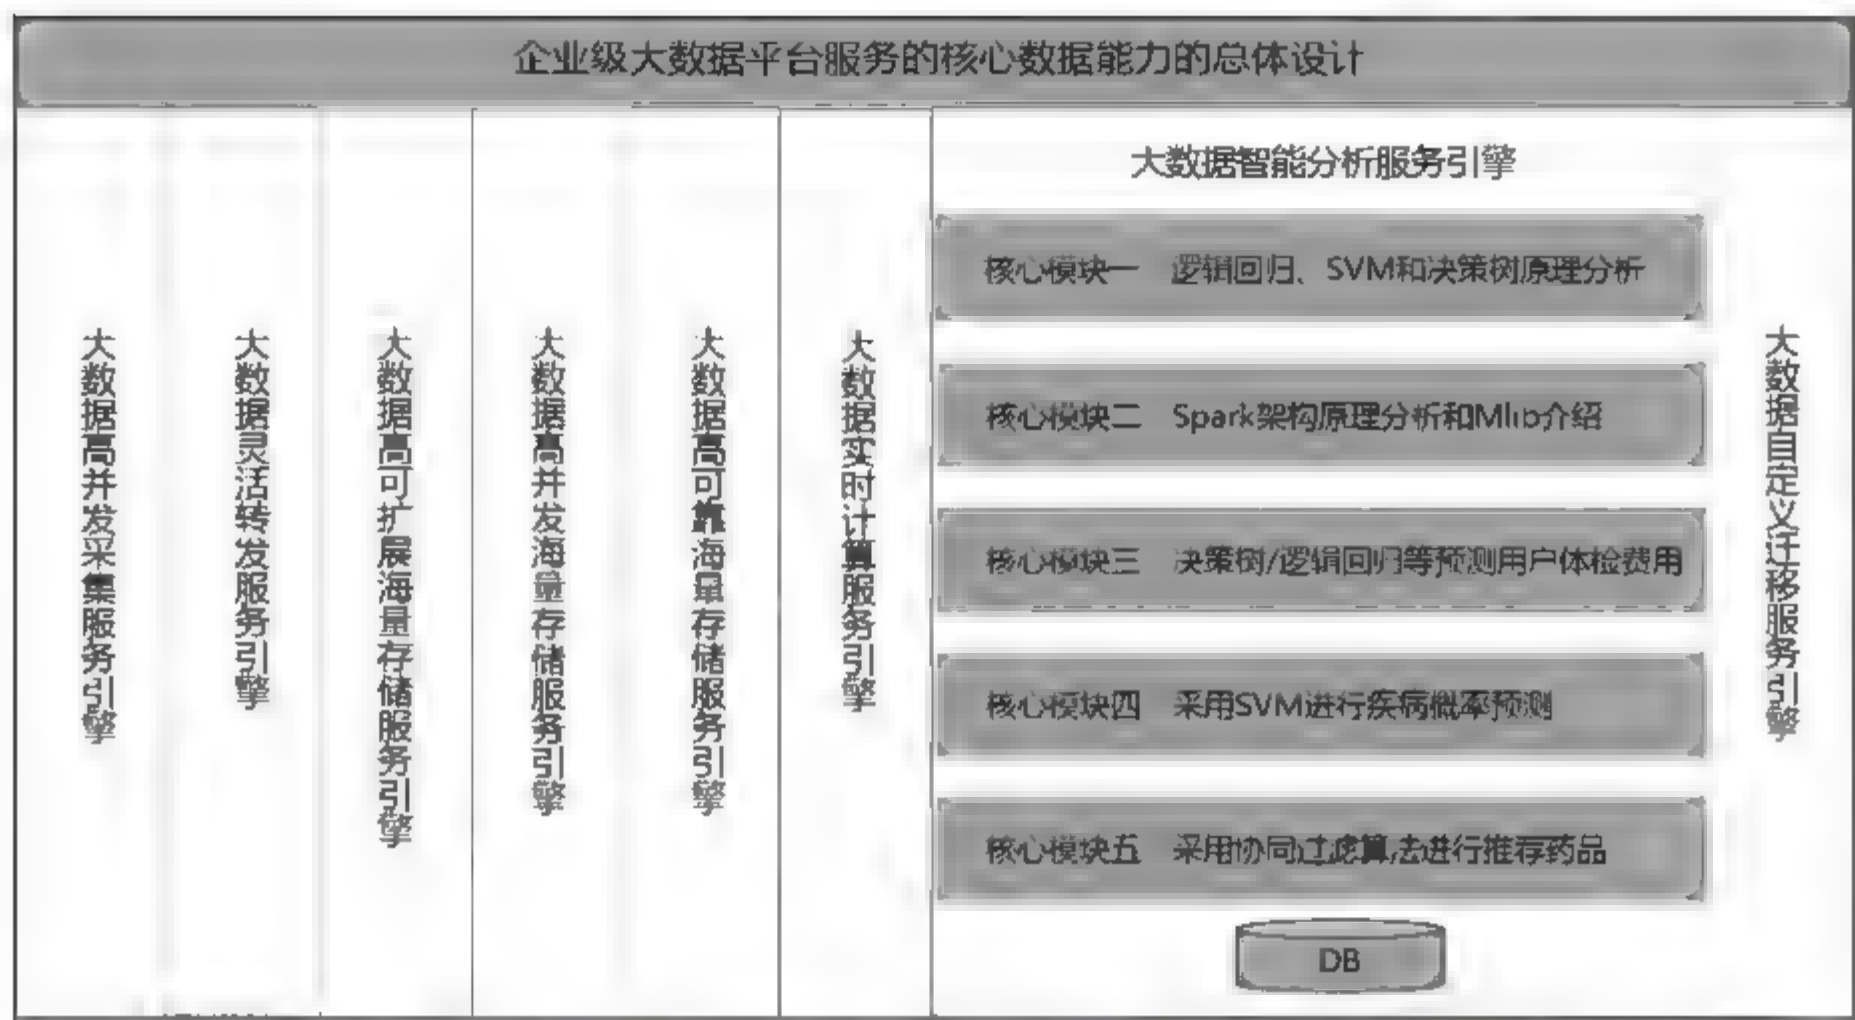 企业级大数据平台服务的核心数据能力的总体设计
大数据高并发采集服务引擎
大数据灵活转发服务引擎
大数据高可扩展海量存储服务引擎
大数据高并发海量存储服务引擎
大数据高可靠海量存储服务引擎
大数据实时计算服务引擎
大数据智能分析服务引擎
核心模块一 逻辑回归、SVM和决策树原理分析
核心模块二 Spark架构原理分析和Mlib介绍
核心模块三 决策树/逻辑回归等预测用户体检费用
核心模块四 采用SVM进行疾病概率预测
核心模块五 采用协同过滤算法进行推荐药品
DB
大数据自定义迁移服务引擎